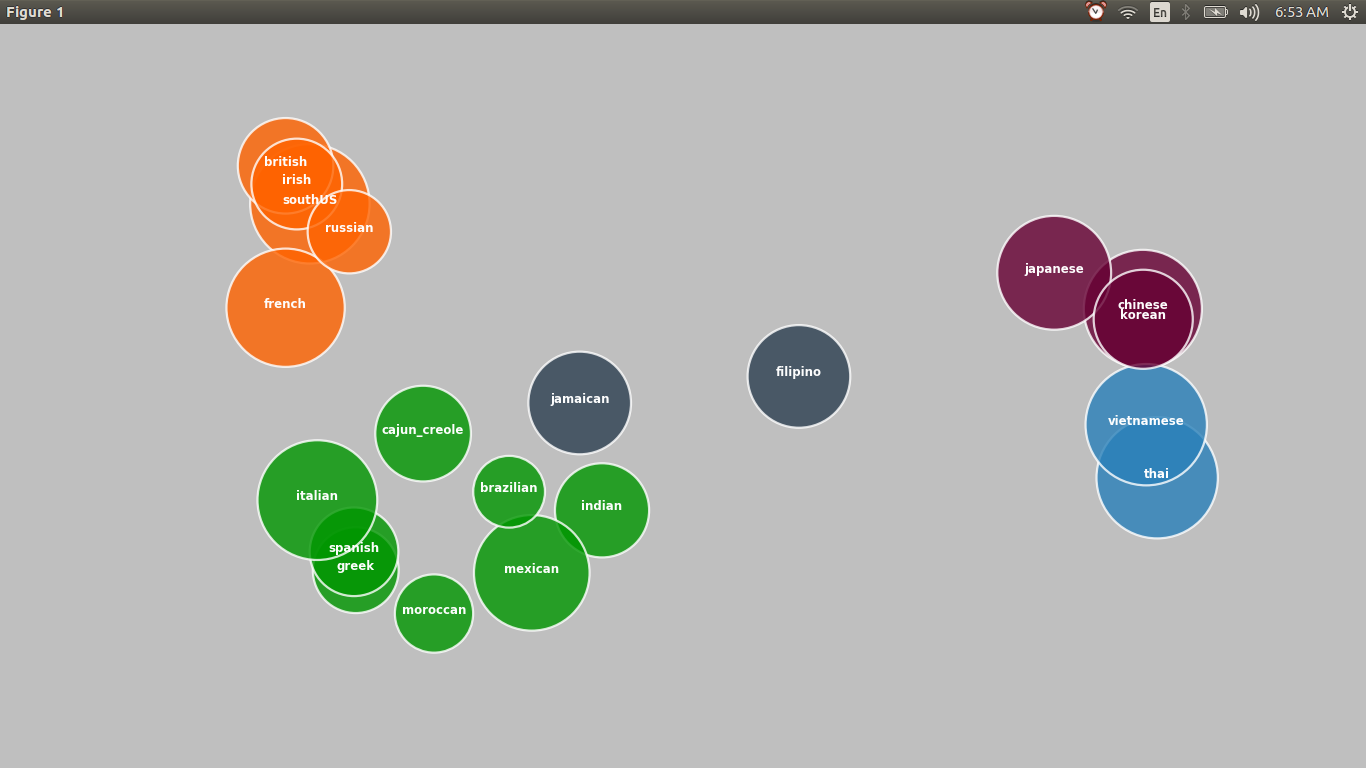 Figure 1
En
6:53 AM
british
irish
southUS
russian
french
japanese
chinese
korean
filipino
jamaican
vietnamese
cajun_creole
thai
brazilian
italian
indian
spanish
greek
mexican
moroccan